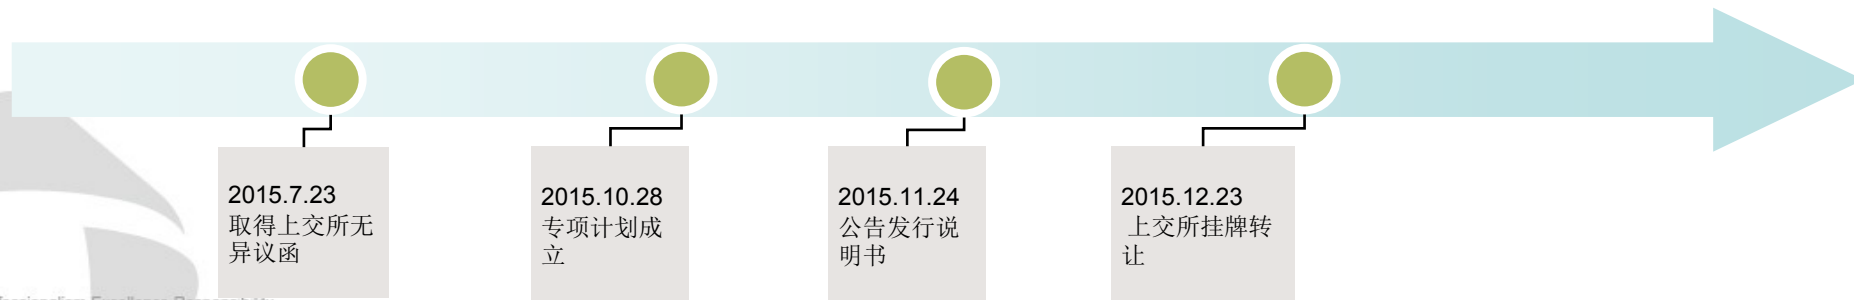 2015.7.23
取得上交所无
异议函
2015.10.28
专项计划成
立
2015.11.24
公告发行说
明书
2015.12.23
上交所挂牌转
让